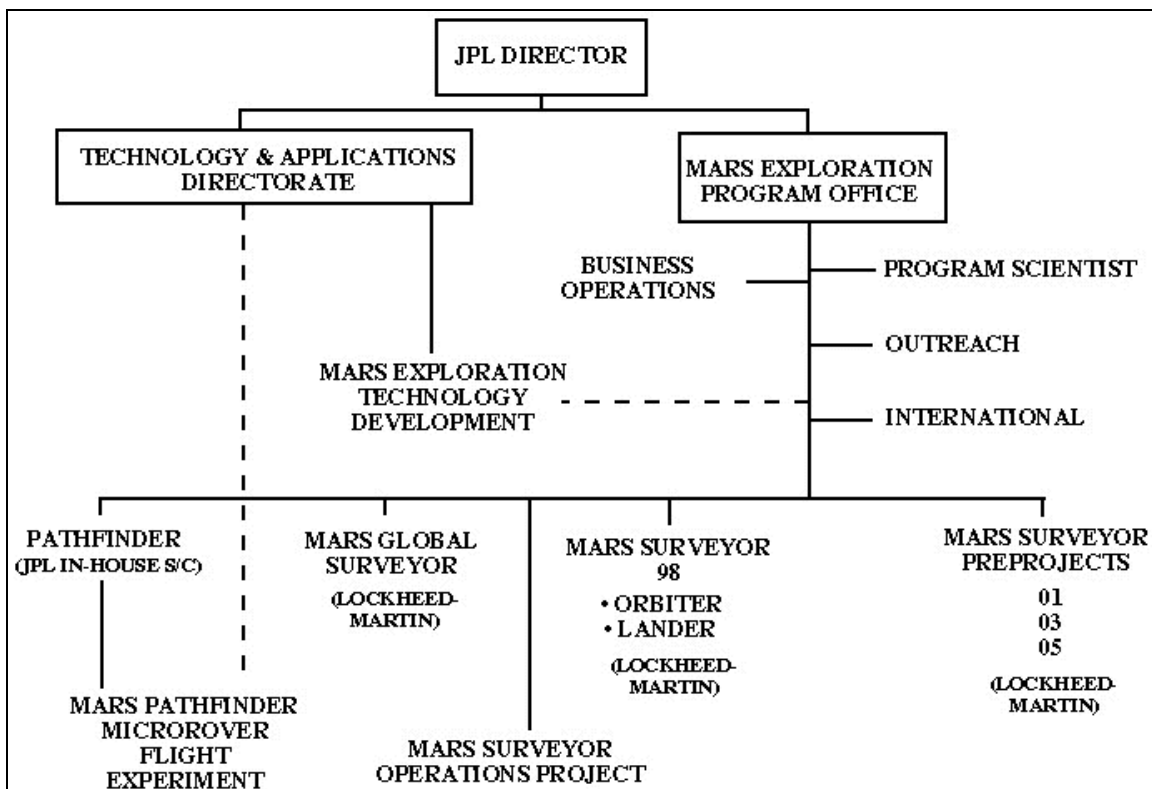 JPL DIRECTOR
TECHNOLOGY & APPLICATIONS
DIRECTORATE
MARS EXPLORATION
PROGRAM OFFICE
BUSINESS
OPERATIONS
PROGRAM SCIENTIST
OUTREACH
INTERNATIONAL
MARS EXPLORATION
TECHNOLOGY
DEVELOPMENT
PATHFINDER
(JPL IN-HOUSE S/C)
MARS PATHFINDER
MICROROVER
FLIGHT
EXPERIMENT
MARS GLOBAL
SURVEYOR
(LOCKHEED-
MARTIN)
MARS SURVEYOR
OPERATIONS PROJECT
MARS SURVEYOR
98
• ORBITER
• LANDER
(LOCKHEED-
MARTIN)
MARS SURVEYOR
PREPROJECTS
01
03
05
(LOCKHEED-
MARTIN)